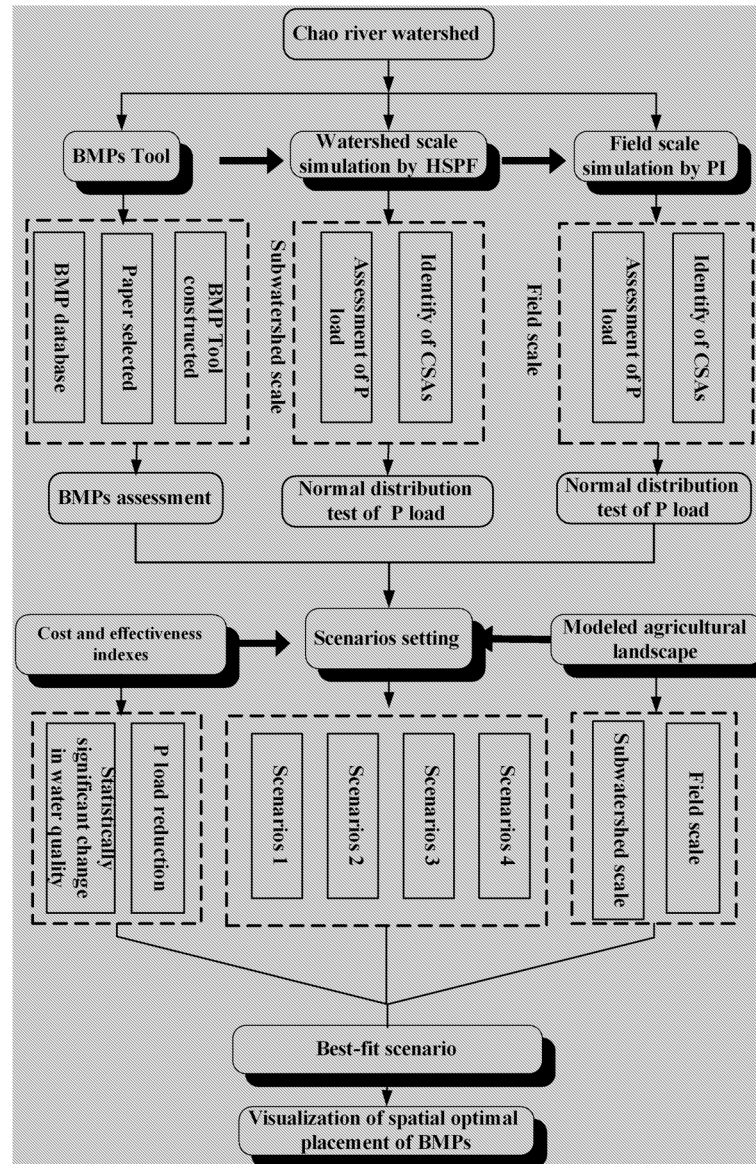 Chao river watershed
BMPs Tool
Watershed scale
simulation by HSPF
Field scale
simulation by PI
BMP database
Paper selected
BMP Tool
constructed
Subwatershed scale
Assessment of P
load
Identify of CSAs
Field scale
Assessment of P
load
Identify of CSAs
BMPs assessment
Normal distribution
test of P load
Normal distribution
test of P load
Cost and effectiveness
indexes
Scenarios setting
Modeled agricultural
landscape
Statistically
significant change
in water quality
P load reduction
Scenarios 1
Scenarios 2
Scenarios 3
Scenarios 4
Subwatershed scale
Field scale
Best-fit scenario
Visualization of spatial optimal
placement of BMPs